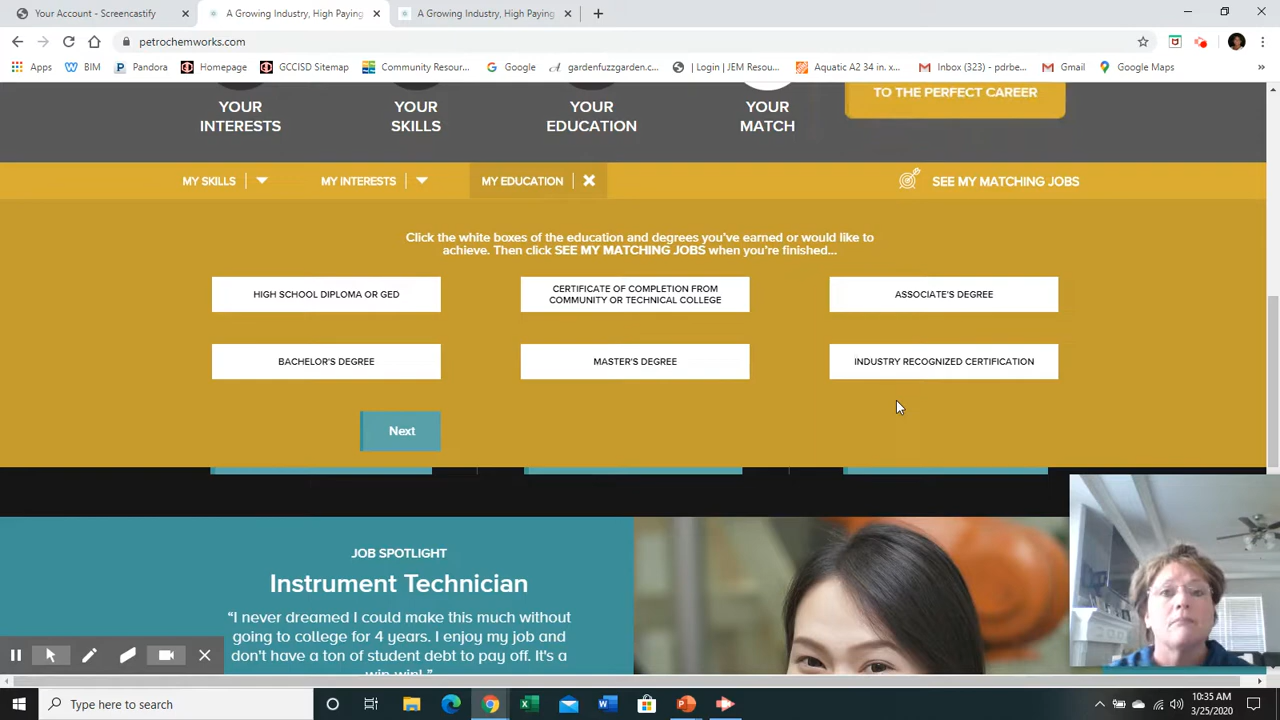 Your Account - Screencastify
A Growing Industry, High Paying
A Growing Industry, High Paying
petrochemworks.com
Apps
BIM
Pandora
Homepage
GCCISD Sitemap
Community Resour...
Google
gardenfuzzgarden.c...
| Login | JEM Resou...
Aquatic A2 34 in. x...
Inbox (323) - pdrbe...
Gmail
Google Maps
»
YOUR
INTERESTS
YOUR
SKILLS
YOUR
EDUCATION
YOUR
MATCH
TO THE PERFECT CAREER
MY SKILLS
MY INTERESTS
MY EDUCATION
SEE MY MATCHING JOBS
Click the white boxes of the education and degrees you've earned or would like to
achieve. Then click SEE MY MATCHING JOBS when you're finished...
HIGH SCHOOL DIPLOMA OR GED
CERTIFICATE OF COMPLETION FROM
COMMUNITY OR TECHNICAL COLLEGE
ASSOCIATE'S DEGREE
BACHELOR'S DEGREE
MASTER'S DEGREE
INDUSTRY RECOGNIZED CERTIFICATION
Next
JOB SPOTLIGHT
Instrument Technician
“I never dreamed I could make this much without
going to college for 4 years. I enjoy my job and
don't have a ton of student debt to pay off. It's a
win win!”
Type here to search
10:35 AM
3/25/2020